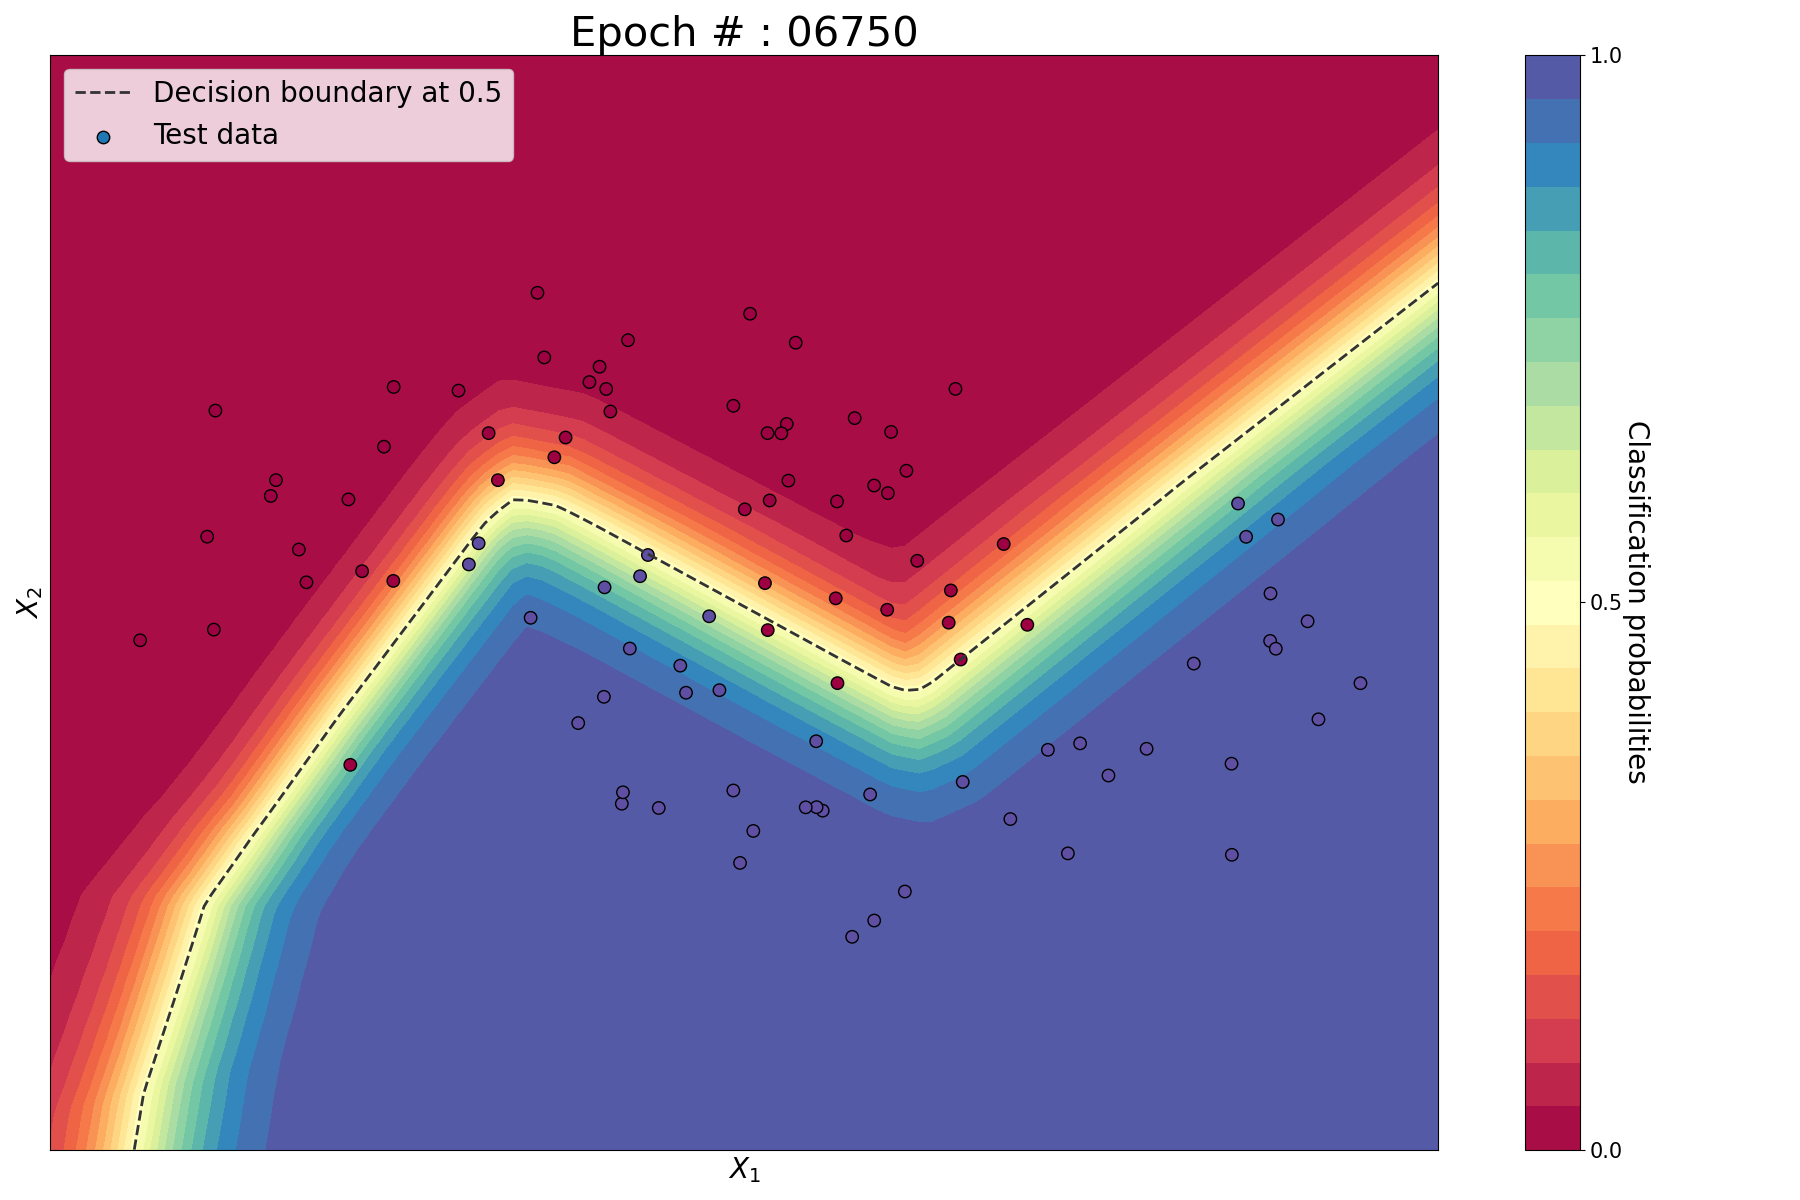 Epoch # : 06750
Decision boundary at 0.5
Test data
X₂
X₁
1.0
0.5
0.0
Classification probabilities